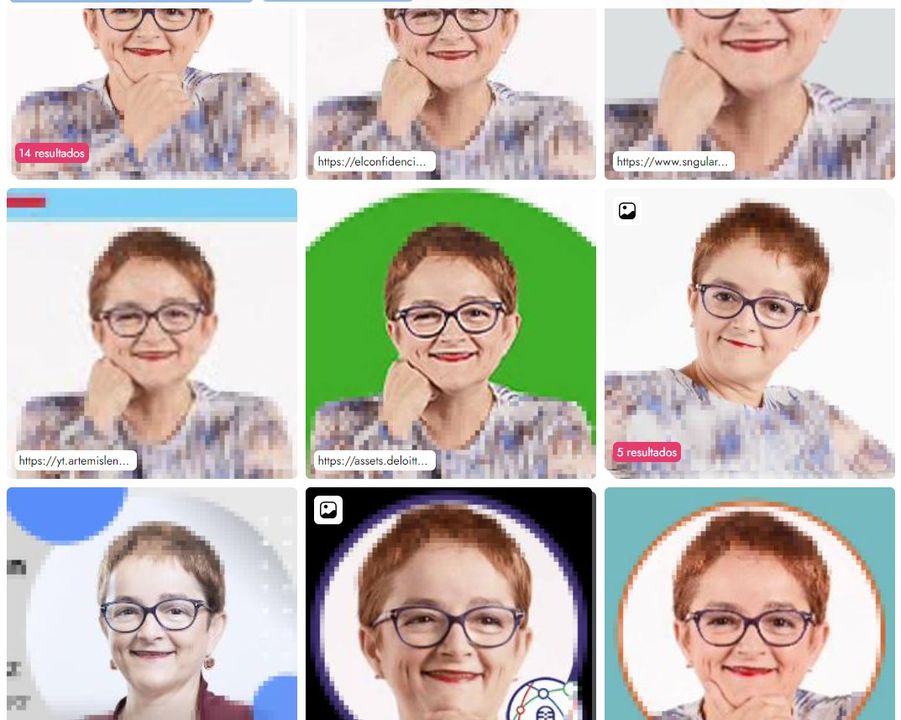 14 resultados
https://elconfidenci...
https://www.sngular...
https://yt.artemislen...
https://assets.deloitt...
5 resultados